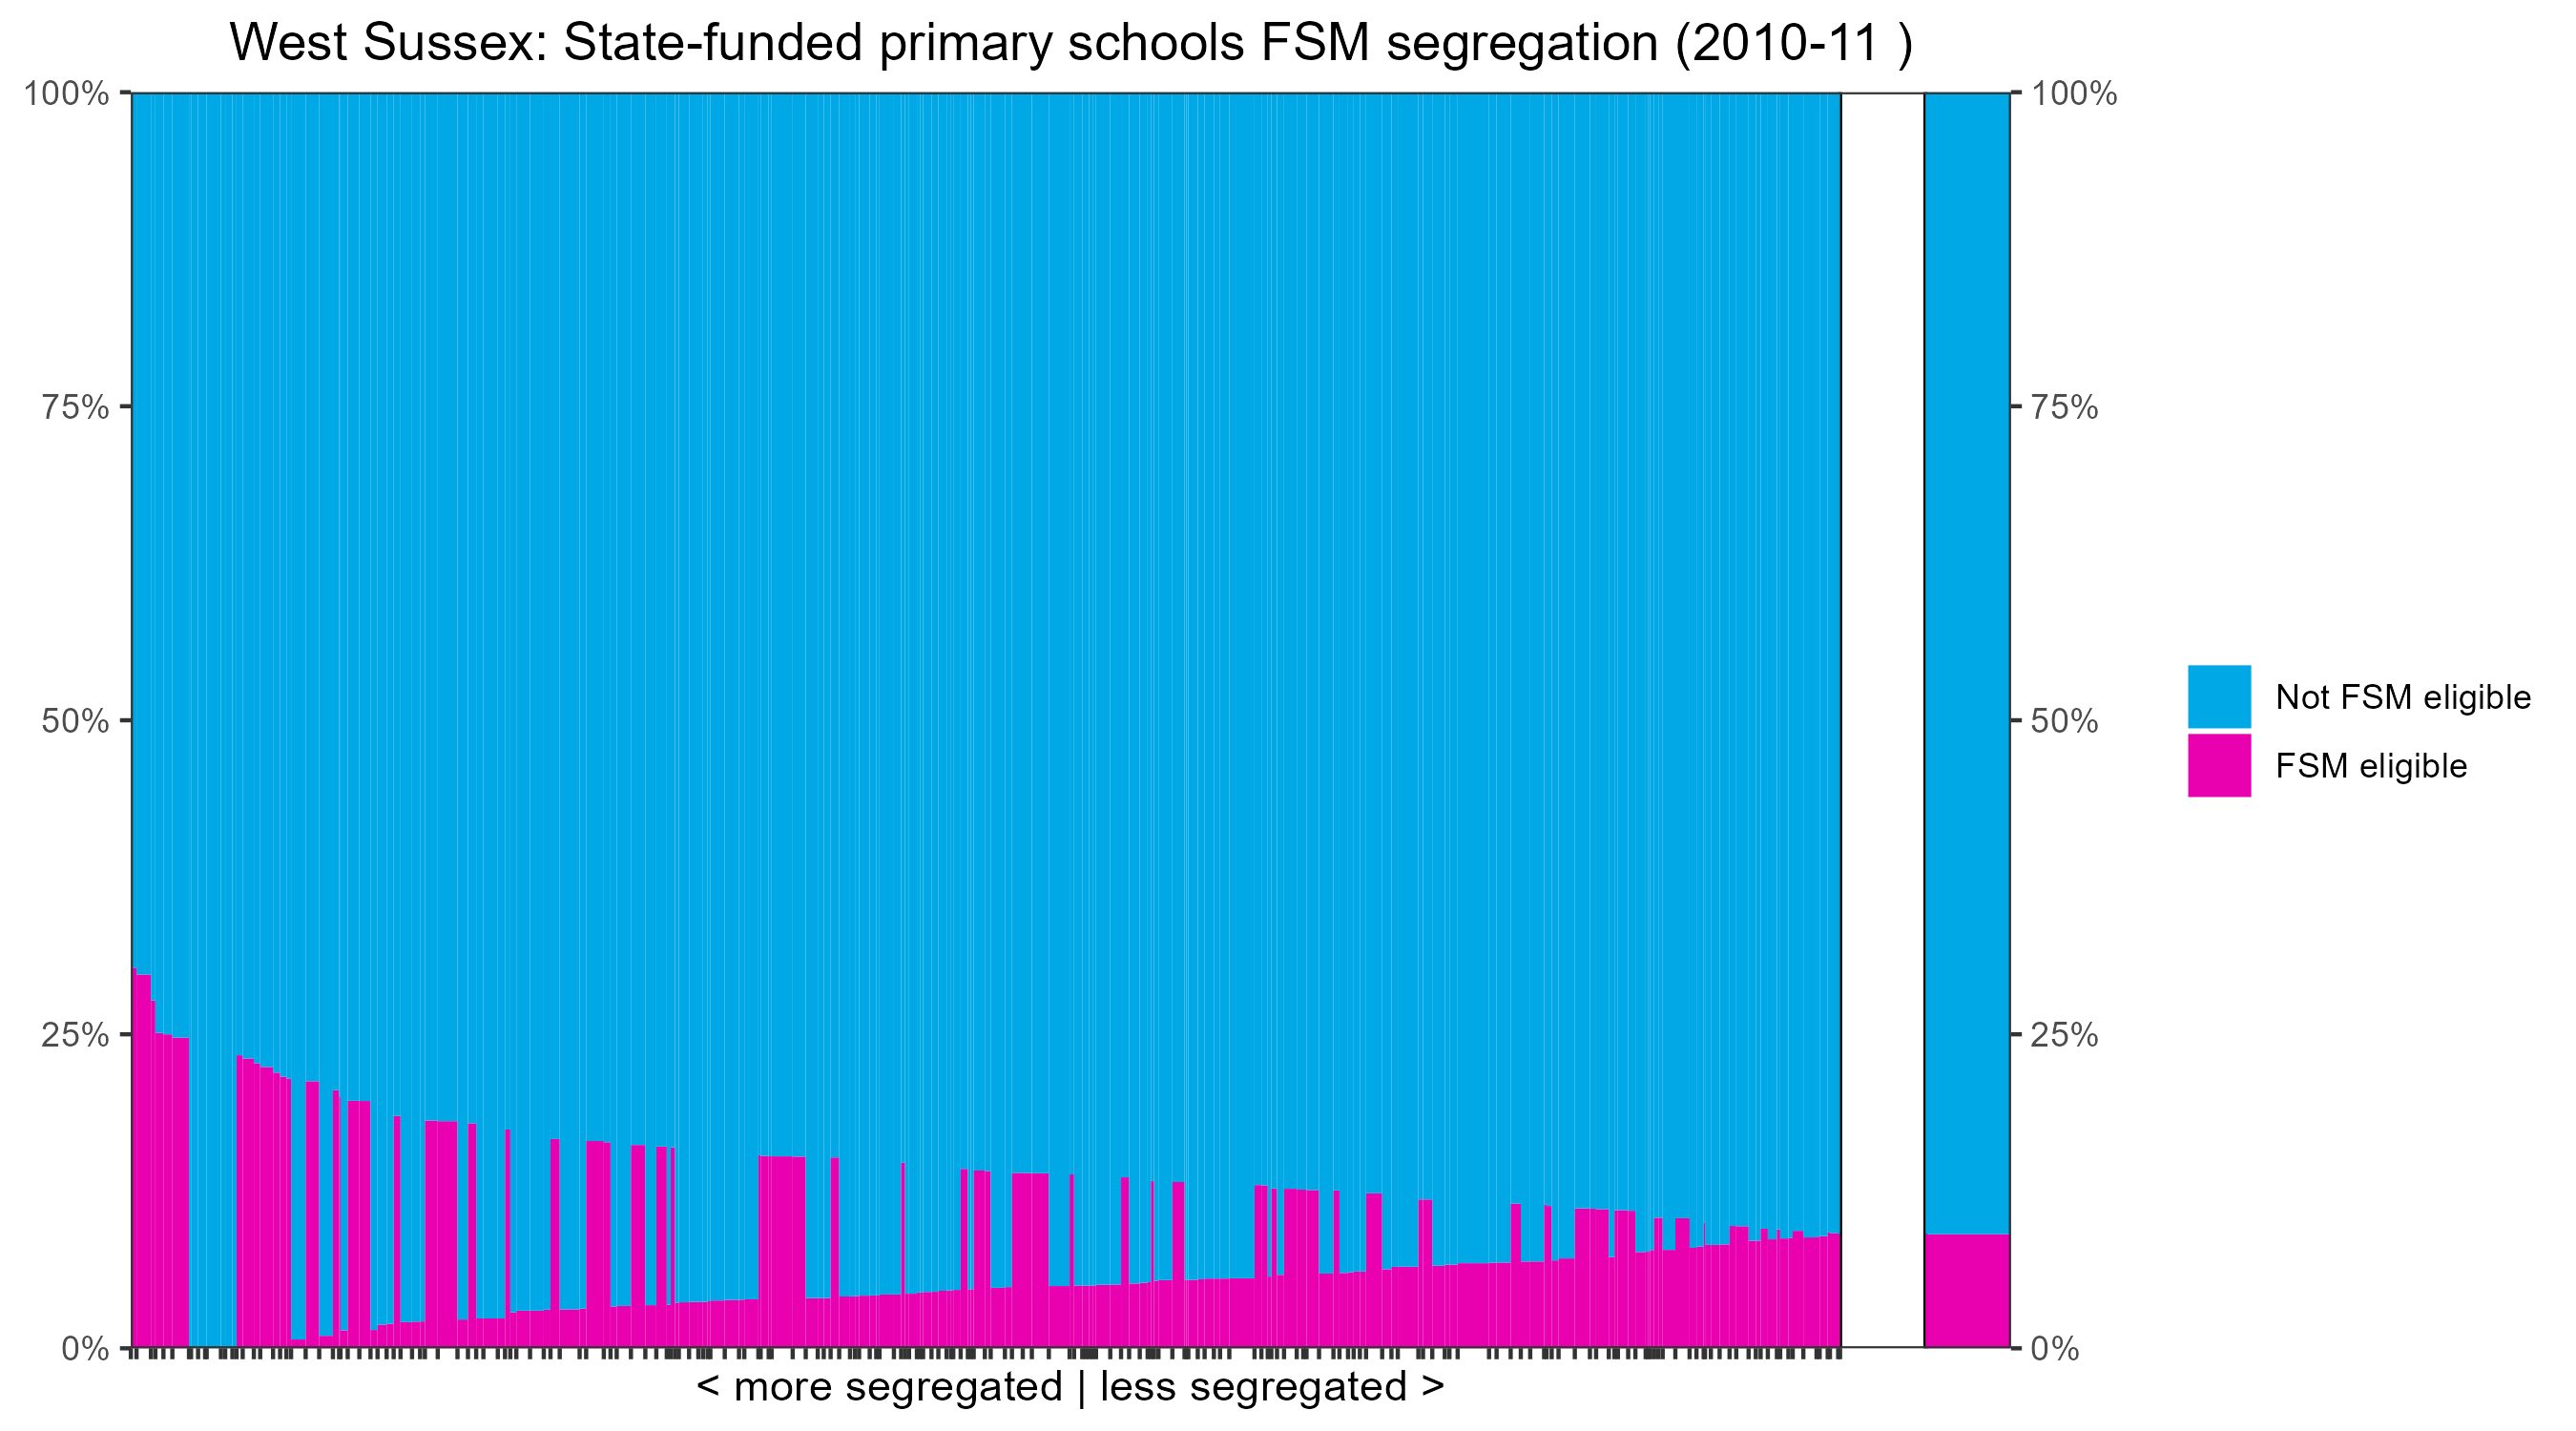 West Sussex: State-funded primary schools FSM segregation (2010-11 )
100%
75%
50%
25%
0%
100%
75%
50%
25%
0%
Not FSM eligible
FSM eligible
< more segregated | less segregated >